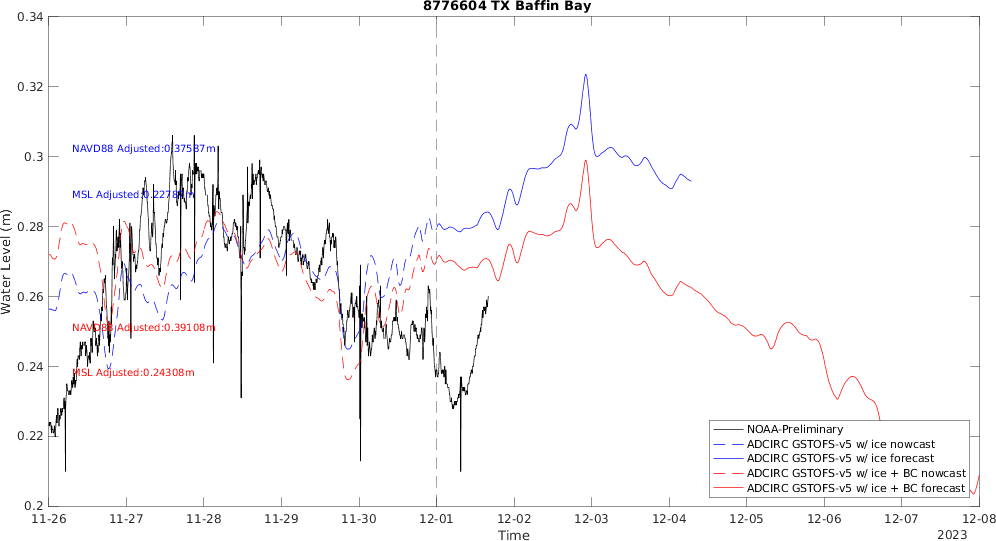 8776604 TX Baffin Bay
0.34
0.32
0.3
0.28
0.26
0.24
0.22
0.2
Water Level (m)
NAVD88 Adjusted:0.37587m
MSL Adjusted:0.2278 m
NAVD88 Adjusted:0.39108m
MSL Adjusted:0.24308m
NOAA-Preliminary
ADCIRC GSTOFS-v5 w/ ice nowcast
ADCIRC GSTOFS-v5 w/ ice forecast
ADCIRC GSTOFS-v5 w/ ice + BC nowcast
ADCIRC GSTOFS-v5 w/ ice + BC forecast
11-26 11-27 11-28 11-29 11-30 12-01 12-02 12-03 12-04 12-05 12-06 12-07 12-08
Time
2023